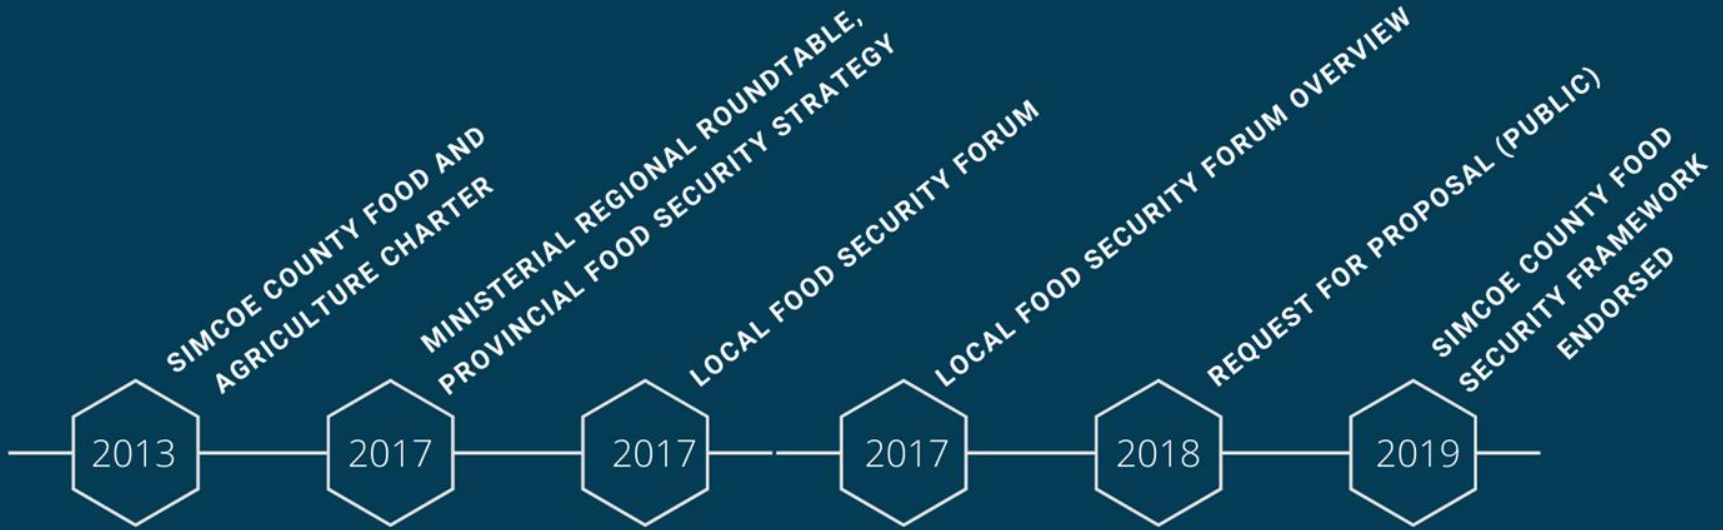 SIMCOE COUNTY FOOD AND
AGRICULTURE CHARTER
2013
MINISTERIAL REGIONAL ROUNDTABLE,
PROVINCIAL FOOD SECURITY STRATEGY
2017
LOCAL FOOD SECURITY FORUM
2017
LOCAL FOOD SECURITY FORUM OVERVIEW
2017
REQUEST FOR PROPOSAL (PUBLIC)
2018
SIMCOE COUNTY FOOD
SECURITY FRAMEWORK
ENDORSED
2019